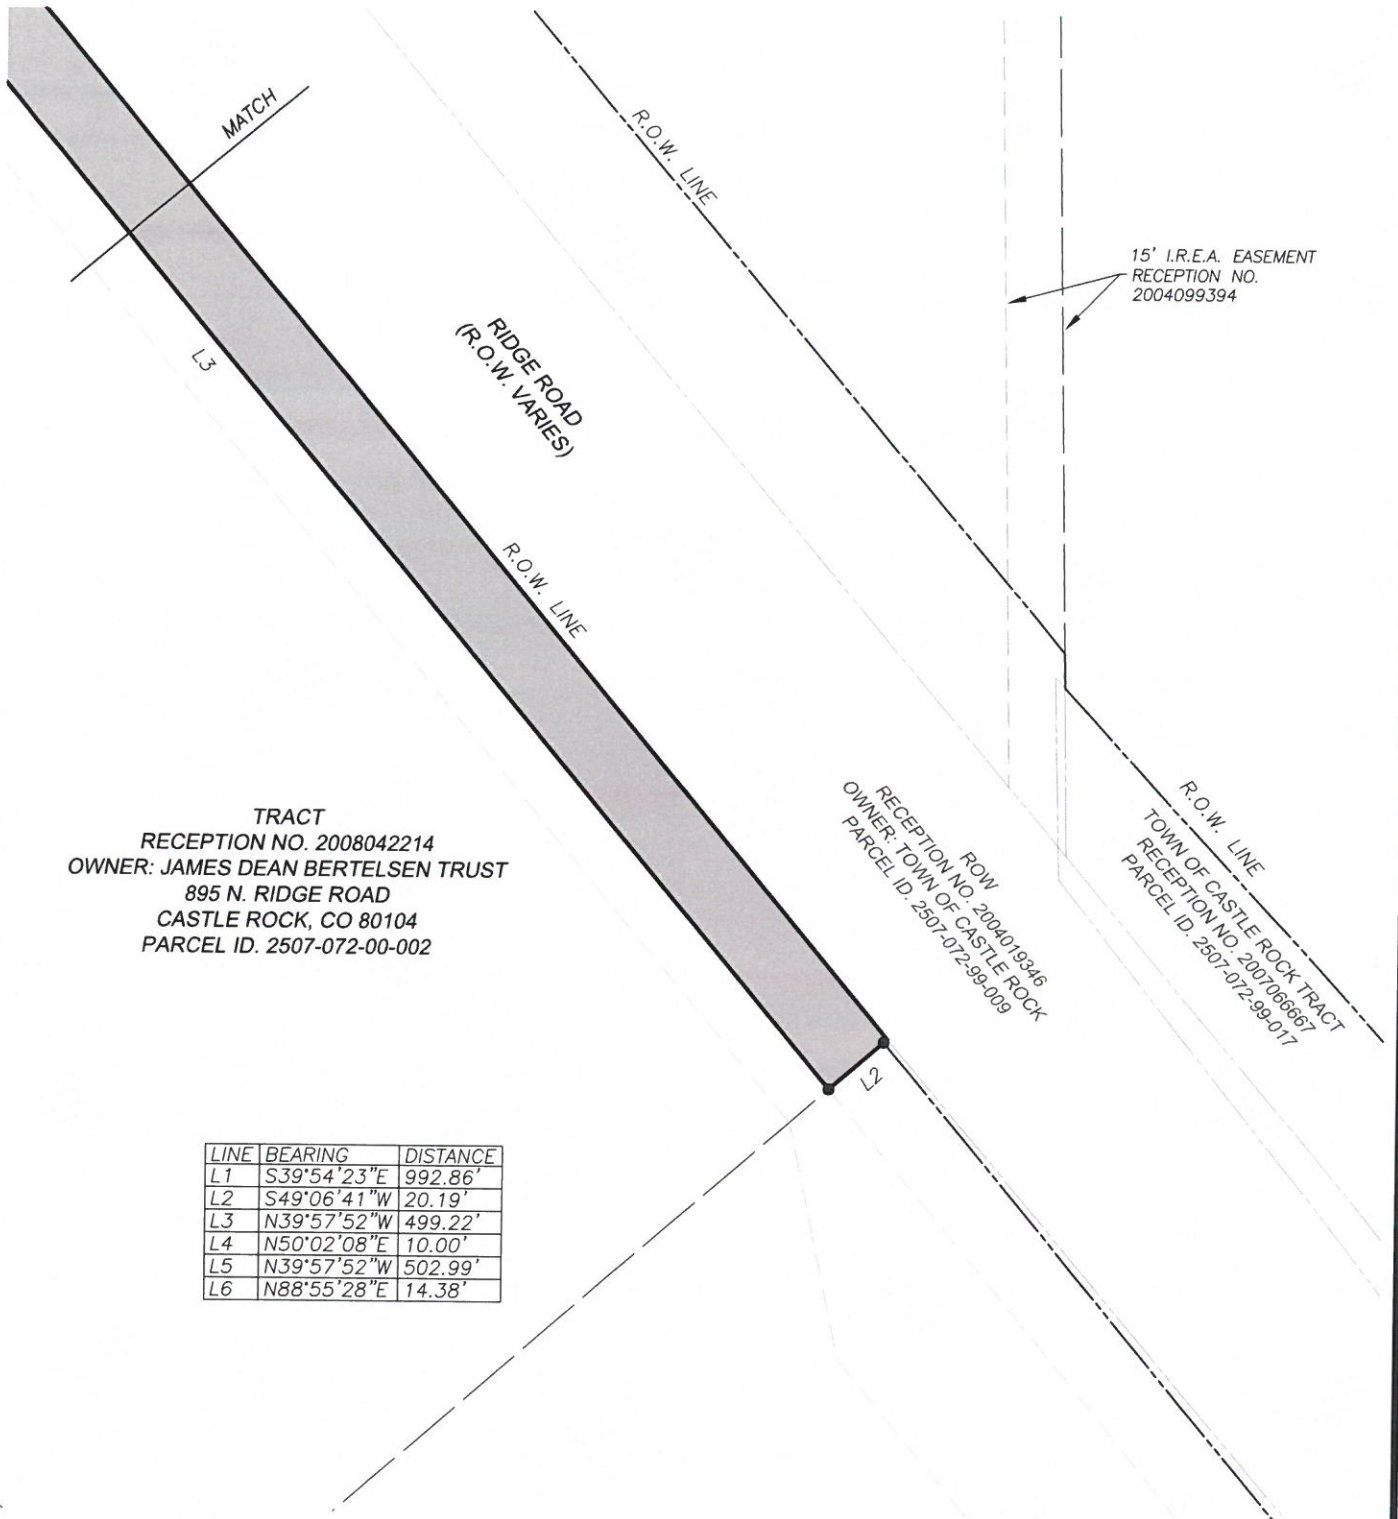 MATCH
R.O.W. LINE
15' I.R.E.A. EASEMENT
RECEPTION NO.
2004099394
L3
RIDGE ROAD
(R.O.W. VARIES)
R.O.W. LINE
TRACT
RECEPTION NO. 2008042214
OWNER: JAMES DEAN BERTELSEN TRUST
895 N. RIDGE ROAD
CASTLE ROCK, CO 80104
PARCEL ID. 2507-072-00-002
ROW
RECEPTION NO. 2004019346
OWNER: TOWN OF CASTLE ROCK
PARCEL ID. 2507-072-99-009
R.O.W. LINE
TOWN OF CASTLE ROCK TRACT
RECEPTION NO. 2007066667
PARCEL ID. 2507-072-99-017
L2
LINE BEARING DISTANCE
L1 S39°54'23"E 992.86'
L2 S49°06'41"W 20.19'
L3 N39°57'52"W 499.22'
L4 N50°02'08"E 10.00'
L5 N39°57'52"W 502.99'
L6 N88°55'28"E 14.38'